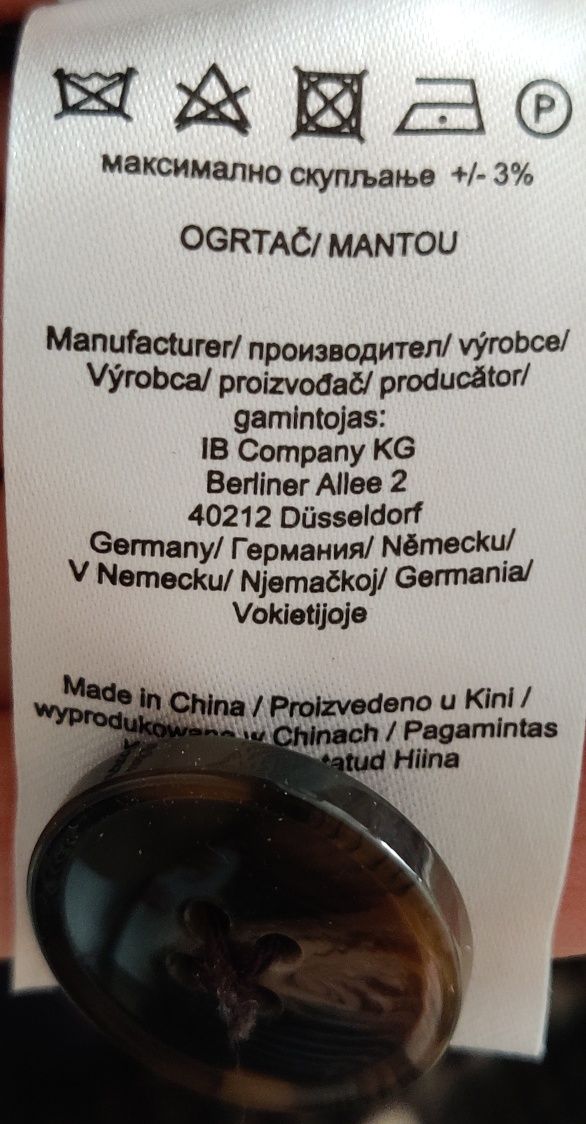 P
максимално скупљање +/- 3%
OGRTAČ/ MANTOU
Manufacturer/ производител/ výrobce/
Výrobca/ proizvođač/ producător/
gamintojas:
IB Company KG
Berliner Allee 2
40212 Düsseldorf
Germany/ Германия/ Německu/
V Nemecku/ Njemačkoj/ Germania/
Vokietijoje
Made in China / Proizvedeno u Kini /
w Chinach / Pagamintas
Hiina